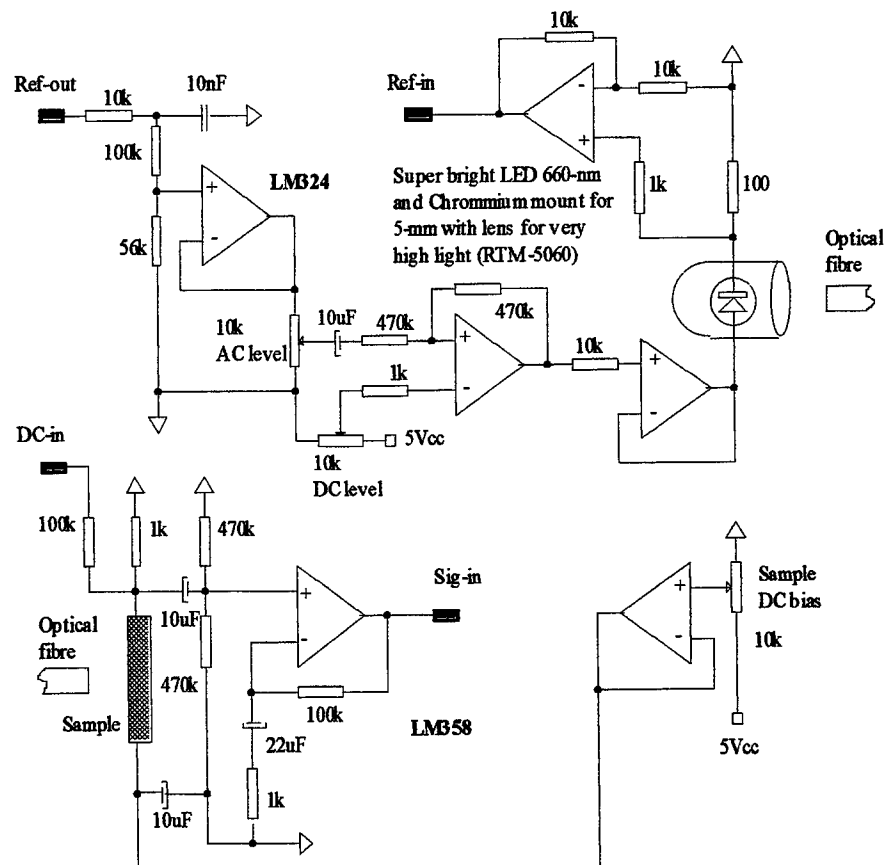 10k
Ref-out
10nF
Ref-in
10k
10k
100k
LM324
Super bright LED 660-nm
and Chrommium mount for
5-mm with lens for very
high light (RTM-5060)
1k
100
56k
Optical
fibre
10k
AC level
10uF
470k
470k
1k
10k
DC-in
5Vcc
10k
DC level
100k
1k
470k
Sig-in
Sample
DC bias
10k
10uF
Optical
fibre
470k
100k
LM358
Sample
22uF
5Vcc
1k
10uF
+
-
+
-
+
-
+
-
+
-
+
-